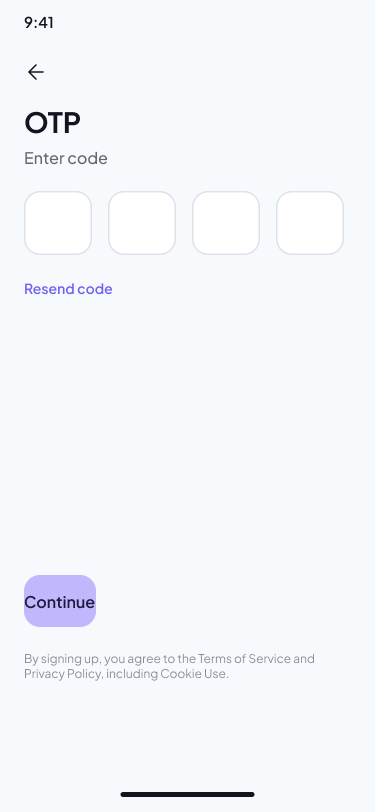 9:41
OTP
Enter code
Resend code
Continue
By signing up, you agree to the Terms of Service and
Privacy Policy, including Cookie Use.